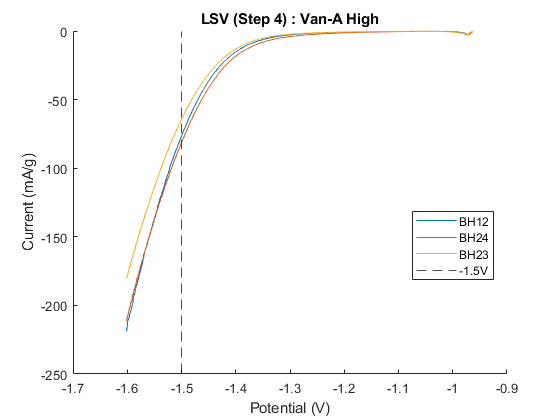 LSV (Step 4) : Van-A High
0
-50
-100
-150
-200
-250
Current (mA/g)
BH12
BH24
BH23
-1.5V
-1.7
-1.6
-1.5
-1.4
-1.3
-1.2
-1.1
-1
-0.9
Potential (V)